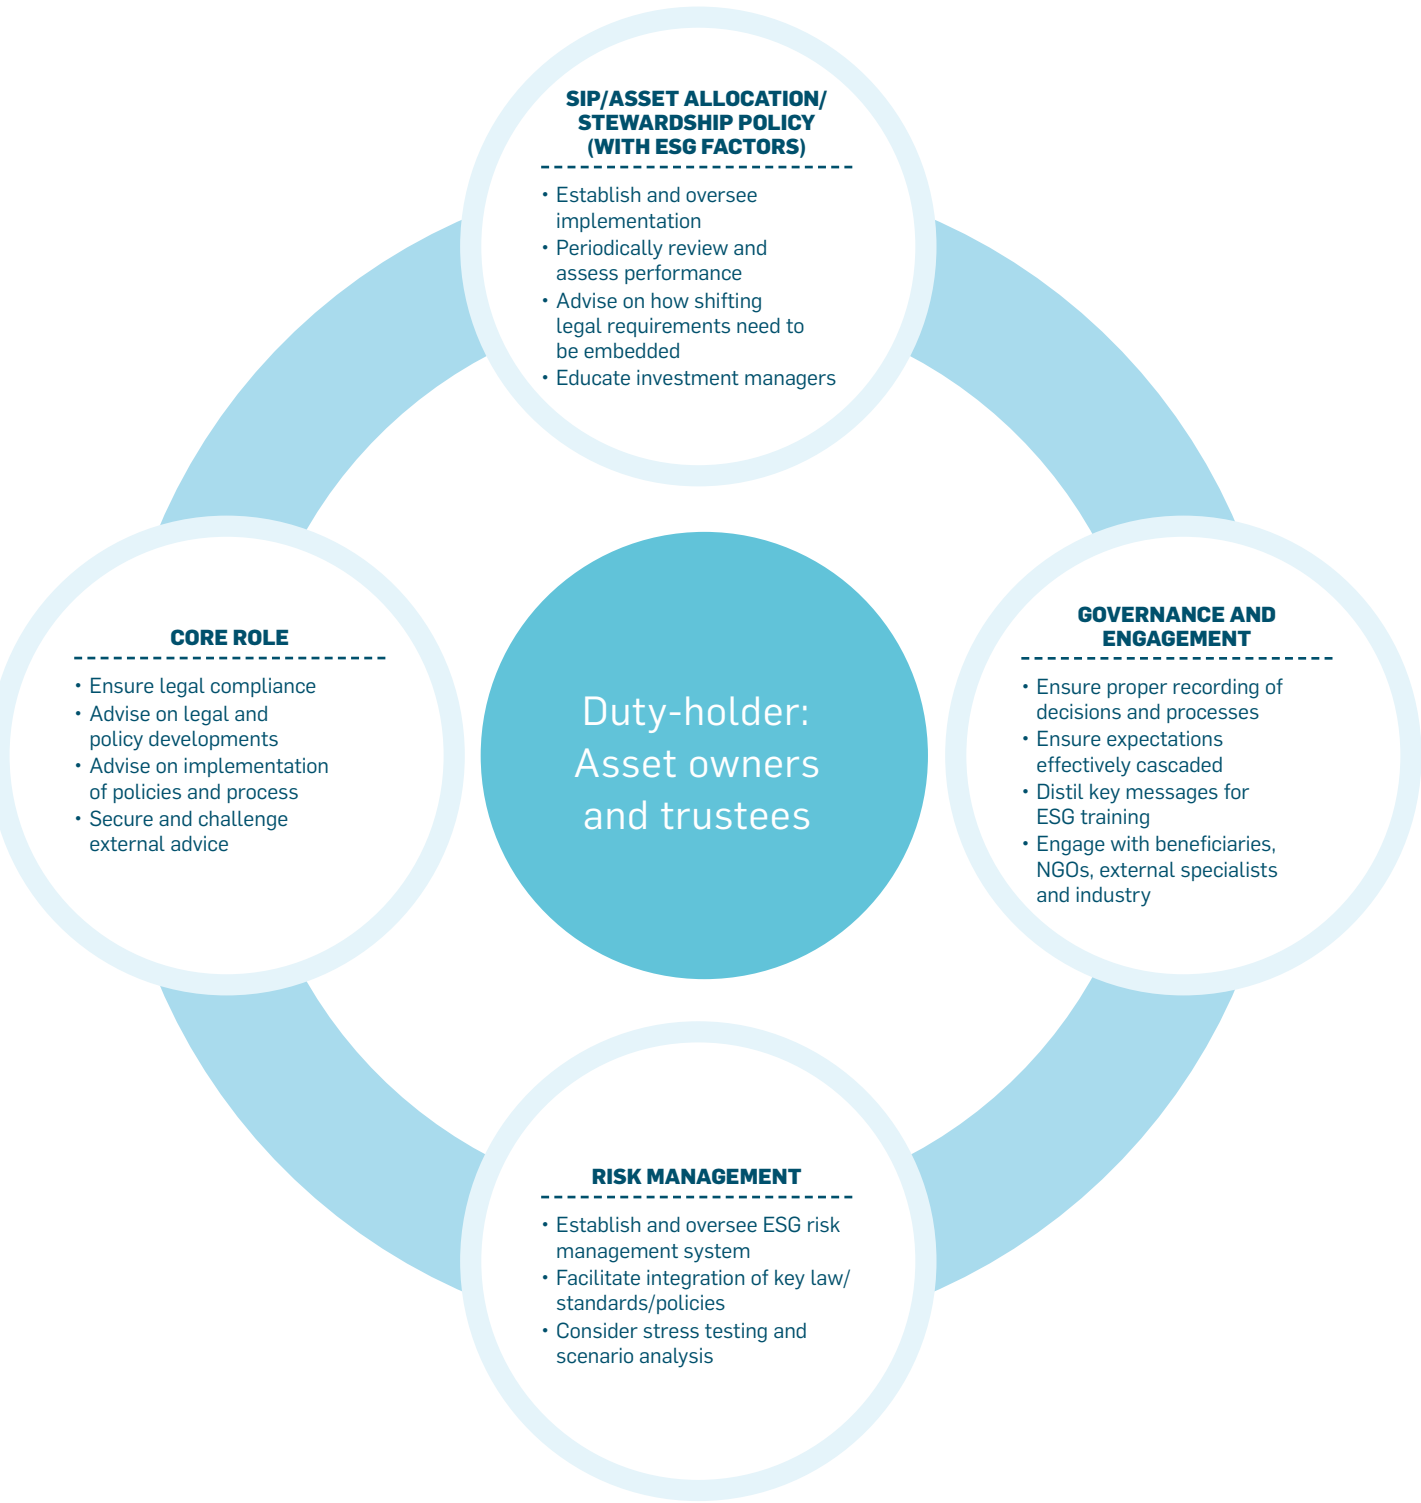 SIP/ASSET ALLOCATION/
STEWARDSHIP POLICY
(WITH ESG FACTORS)
• Establish and oversee
implementation
• Periodically review and
assess performance
• Advise on how shifting
legal requirements need to
be embedded
• Educate investment managers
CORE ROLE
• Ensure legal compliance
• Advise on legal and
policy developments
• Advise on implementation
of policies and process
• Secure and challenge
external advice
Duty-holder:
Asset owners
and trustees
GOVERNANCE AND
ENGAGEMENT
• Ensure proper recording of
decisions and processes
• Ensure expectations
effectively cascaded
• Distil key messages for
ESG training
• Engage with beneficiaries,
NGOs, external specialists
and industry
RISK MANAGEMENT
• Establish and oversee ESG risk
management system
• Facilitate integration of key law/
standards/policies
• Consider stress testing and
scenario analysis